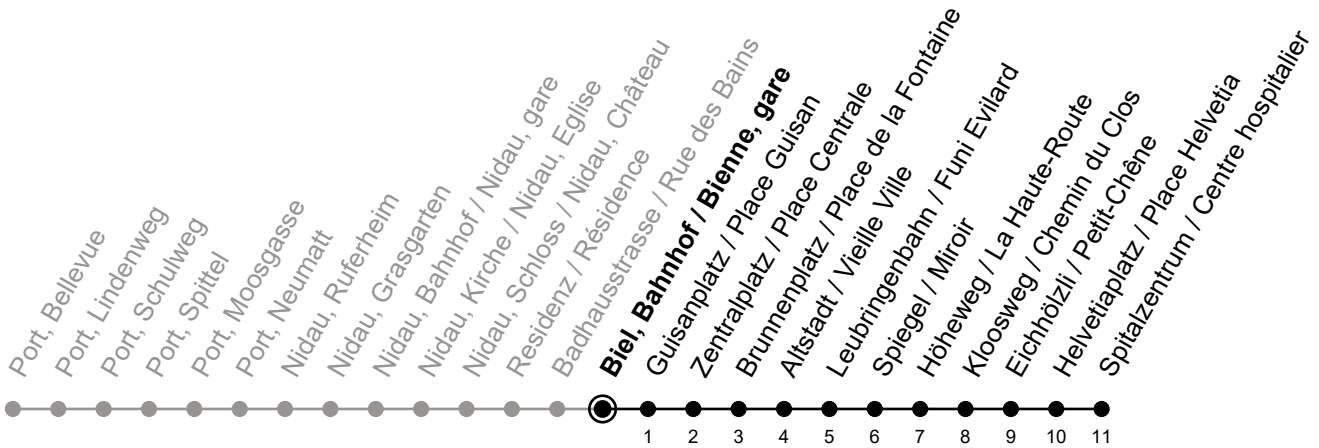 Port, Bellevue
Port, Lindenweg
Port, Schulweg
Port, Spittel
Port, Moosgasse
Port, Neumatt
Nidau, Ruferheim
Nidau, Grasgarten
Nidau, Bahnhof / Nidau, gare
Nidau, Kirche / Nidau, Eglise
Nidau, Schloss / Nidau, Château
Residenz / Résidence
Badhausstrasse / Rue des Bains
Biel, Bahnhof / Bienne, gare
Guisanplatz / Place Guisan
Zentralplatz / Place Centrale
Brunnenplatz / Place de la Fontaine
Altstadt / Vieille Ville
Leubringenbahn / Funi Evilard
Spiegel / Miroir
Höheweg / La Haute-Route
Kloosweg / Chemin du Clos
Eichhölzli / Petit-Chêne
Helvetiaplatz / Place Helvetia
Spitalzentrum / Centre hospitalier
1 2 3 4 5 6 7 8 9 10 11